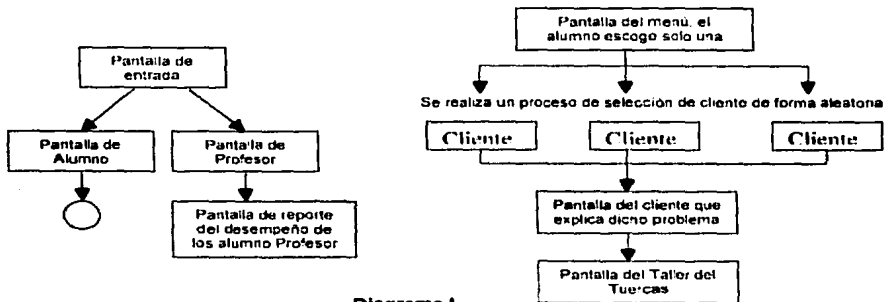 Pantalla de
entrada
Pantalla de
Alumno
Pantalla de
Profesor
Pantalla de reporte
del desempeño de
los alumno Profesor
Pantalla del menú, el
alumno escogo solo una
Se realiza un proceso de selección de cliente de forma aleatoria
Cliente Cliente Cliente
Pantalla del cliente que
explica dicho problema
Pantalla del Taller del
Tuercas
Diagrama I